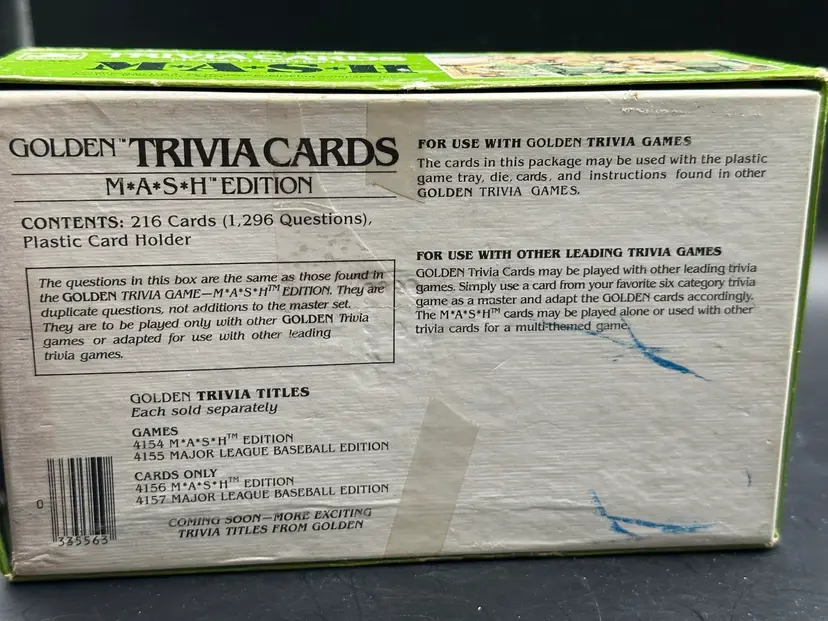 M*A*S*H
GOLDEN™ TRIVIA CARDS
M*A*S*H™ EDITION
CONTENTS: 216 Cards (1,296 Questions),
Plastic Card Holder
The questions in this box are the same as those found in
the GOLDEN TRIVIA GAME—M*A*S*H™ EDITION. They are
duplicate questions, not additions to the master set.
They are to be played only with other GOLDEN Trivia
games or adapted for use with other leading
trivia games.
GOLDEN TRIVIA TITLES
Each sold separately
GAMES
4154 M*A*S*H™ EDITION
4155 MAJOR LEAGUE BASEBALL EDITION
CARDS ONLY
4156 M*A*S*H™ EDITION
4157 MAJOR LEAGUE BASEBALL EDITION
COMING SOON—MORE EXCITING
TRIVIA TITLES FROM GOLDEN
0
335563
FOR USE WITH GOLDEN TRIVIA GAMES
The cards in this package may be used with the plastic
game tray, die, cards, and instructions found in other
GOLDEN TRIVIA GAMES.
FOR USE WITH OTHER LEADING TRIVIA GAMES
GOLDEN Trivia Cards may be played with other leading trivia
games. Simply use a card from your favorite six category trivia
game as a master and adapt the GOLDEN cards accordingly.
The M*A*S*H™ cards may be played alone or used with other
trivia cards for a multi-themed game.